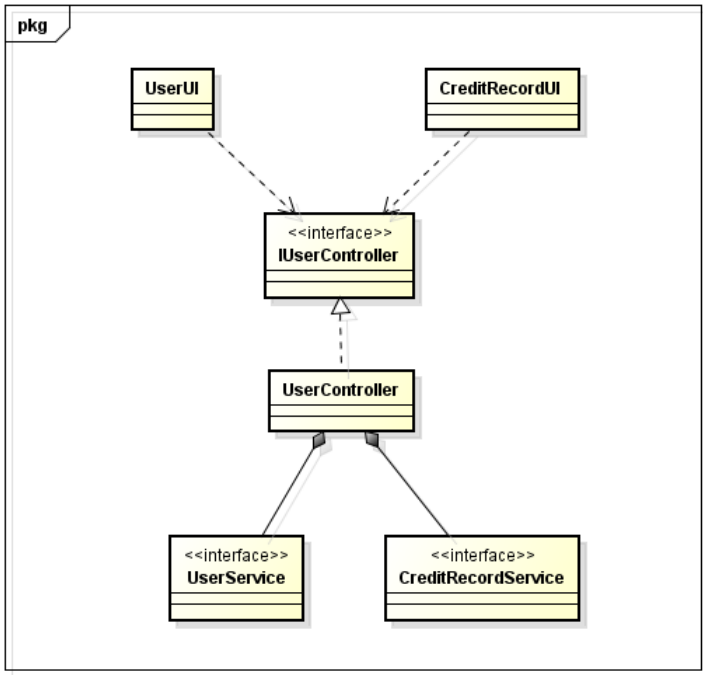 pkg
UserUI
CreditRecordUI
<<interface>>
IUserController
UserController
<<interface>>
UserService
<<interface>>
CreditRecordService